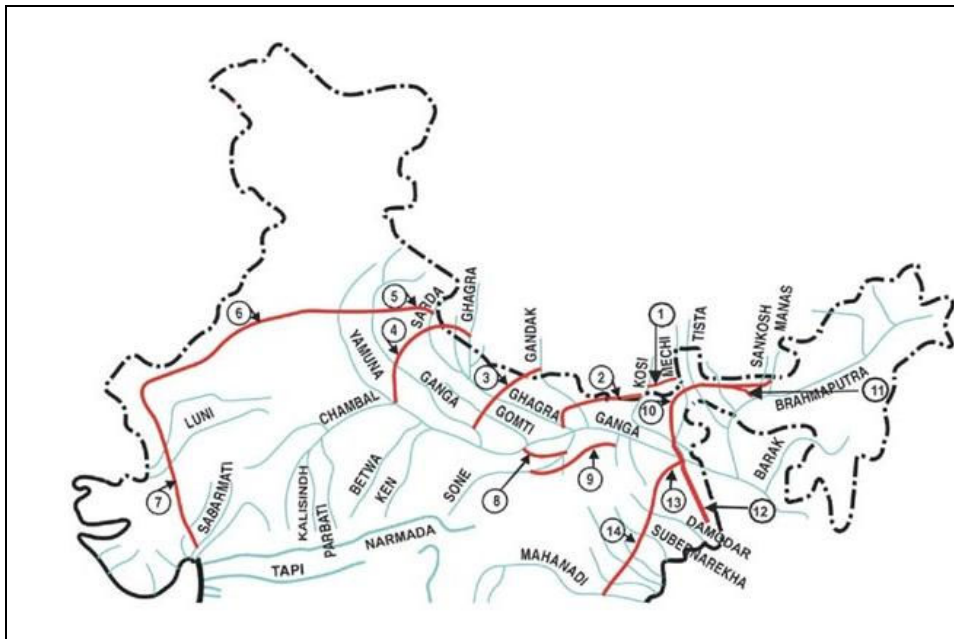 1
TISTA
SANKOSH
MANAS
5
SARDA
GHAGRA
6
4
GANDAK
MECHI
KOSI
YAMUNA
3
2
10
11
GANGA
GHAGRA
BRAHMAPUTRA
LUNI
CHAMBAL
GOMTI
GANGA
BARAK
BETWA
KEN
SONE
8
9
7
SABARMATI
KALISINDH
PARBATI
13
12
NARMADA
14
DAMODAR
SUBERNAREKHA
TAPI
MAHANADI